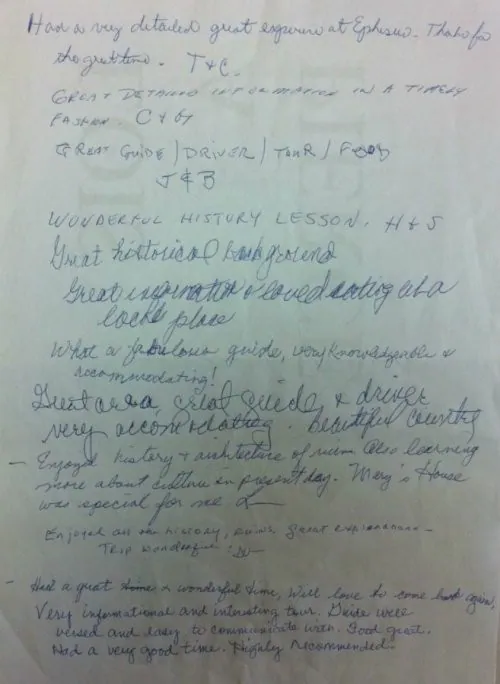 Had a very detailed great experience at Ephesus. Thanks for
the great time. T & C.
GREAT DETAILED INFORMATION IN A TIMELY
FASHION. C & G
GREAT GUIDE / DRIVER / TOUR / FOOD
J & B
WONDERFUL HISTORY LESSON. H & S
Great historical background
Great information & loved eating at a
local place
What a fabulous guide, very knowledgeable &
accommodating!
Great area, great guide & driver
very accomodating. beautiful country
- Enjoyed history & architecture of ruins. Also learning
more about culture in present day. Mary's House
was special for me
Enjoyed all the history, ruins. Great explanations -
Trip wonderful
- Had a great time & wonderful time, Will love to come back again,
Very informational and interesting tour. Guide well
versed and easy to communicate with. Good great.
Had a very good time. Highly recommended.